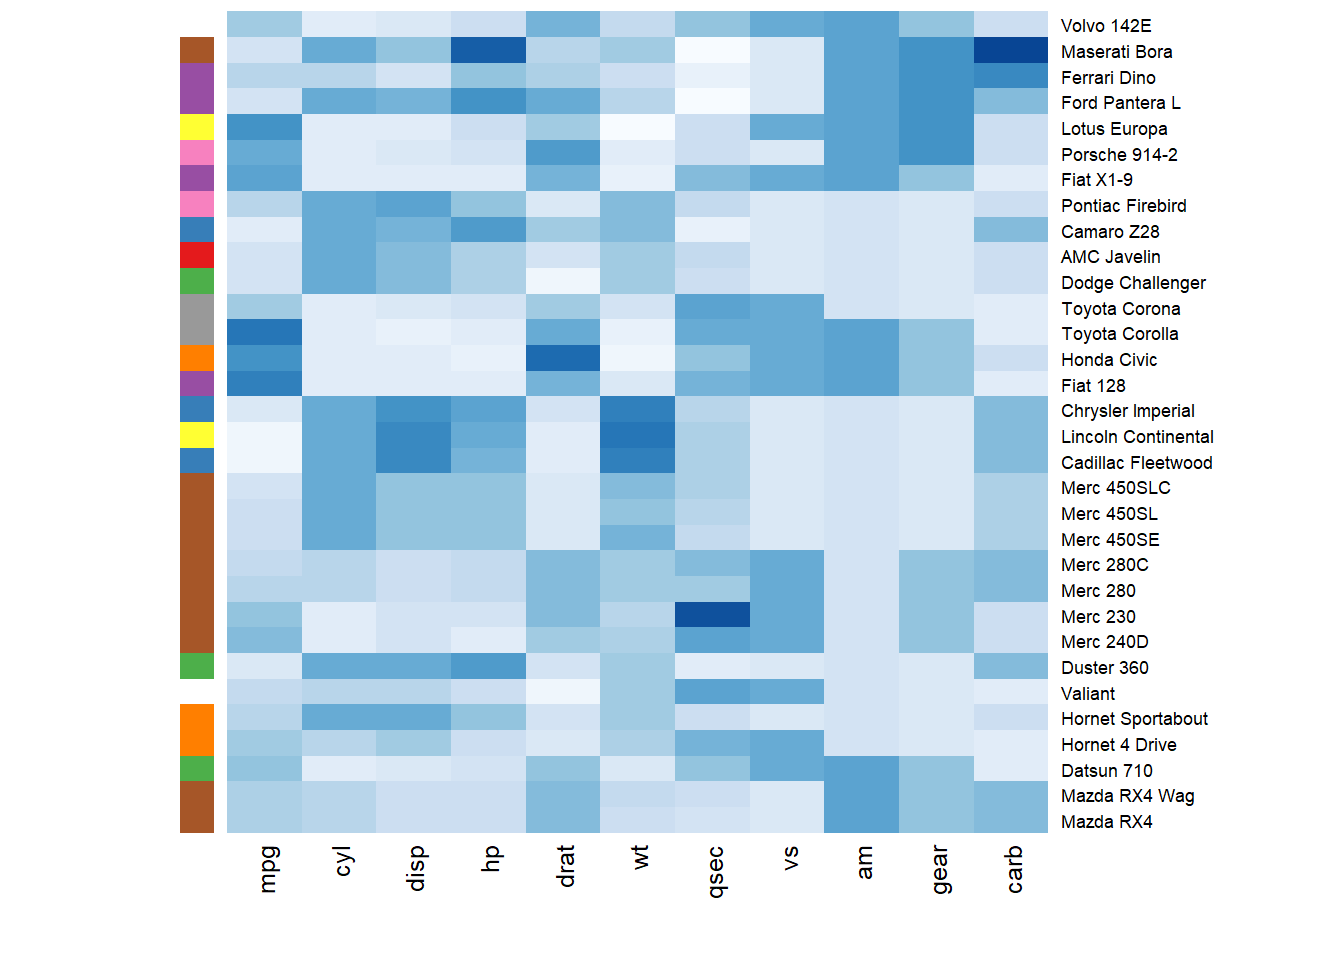 Volvo 142E
Maserati Bora
Ferrari Dino
Ford Pantera L
Lotus Europa
Porsche 914-2
Fiat X1-9
Pontiac Firebird
Camaro Z28
AMC Javelin
Dodge Challenger
Toyota Corona
Toyota Corolla
Honda Civic
Fiat 128
Chrysler Imperial
Lincoln Continental
Cadillac Fleetwood
Merc 450SLC
Merc 450SL
Merc 450SE
Merc 280C
Merc 280
Merc 230
Merc 240D
Duster 360
Valiant
Hornet Sportabout
Hornet 4 Drive
Datsun 710
Mazda RX4 Wag
Mazda RX4
mpg
cyl
disp
hp
drat
wt
qsec
vs
am
gear
carb